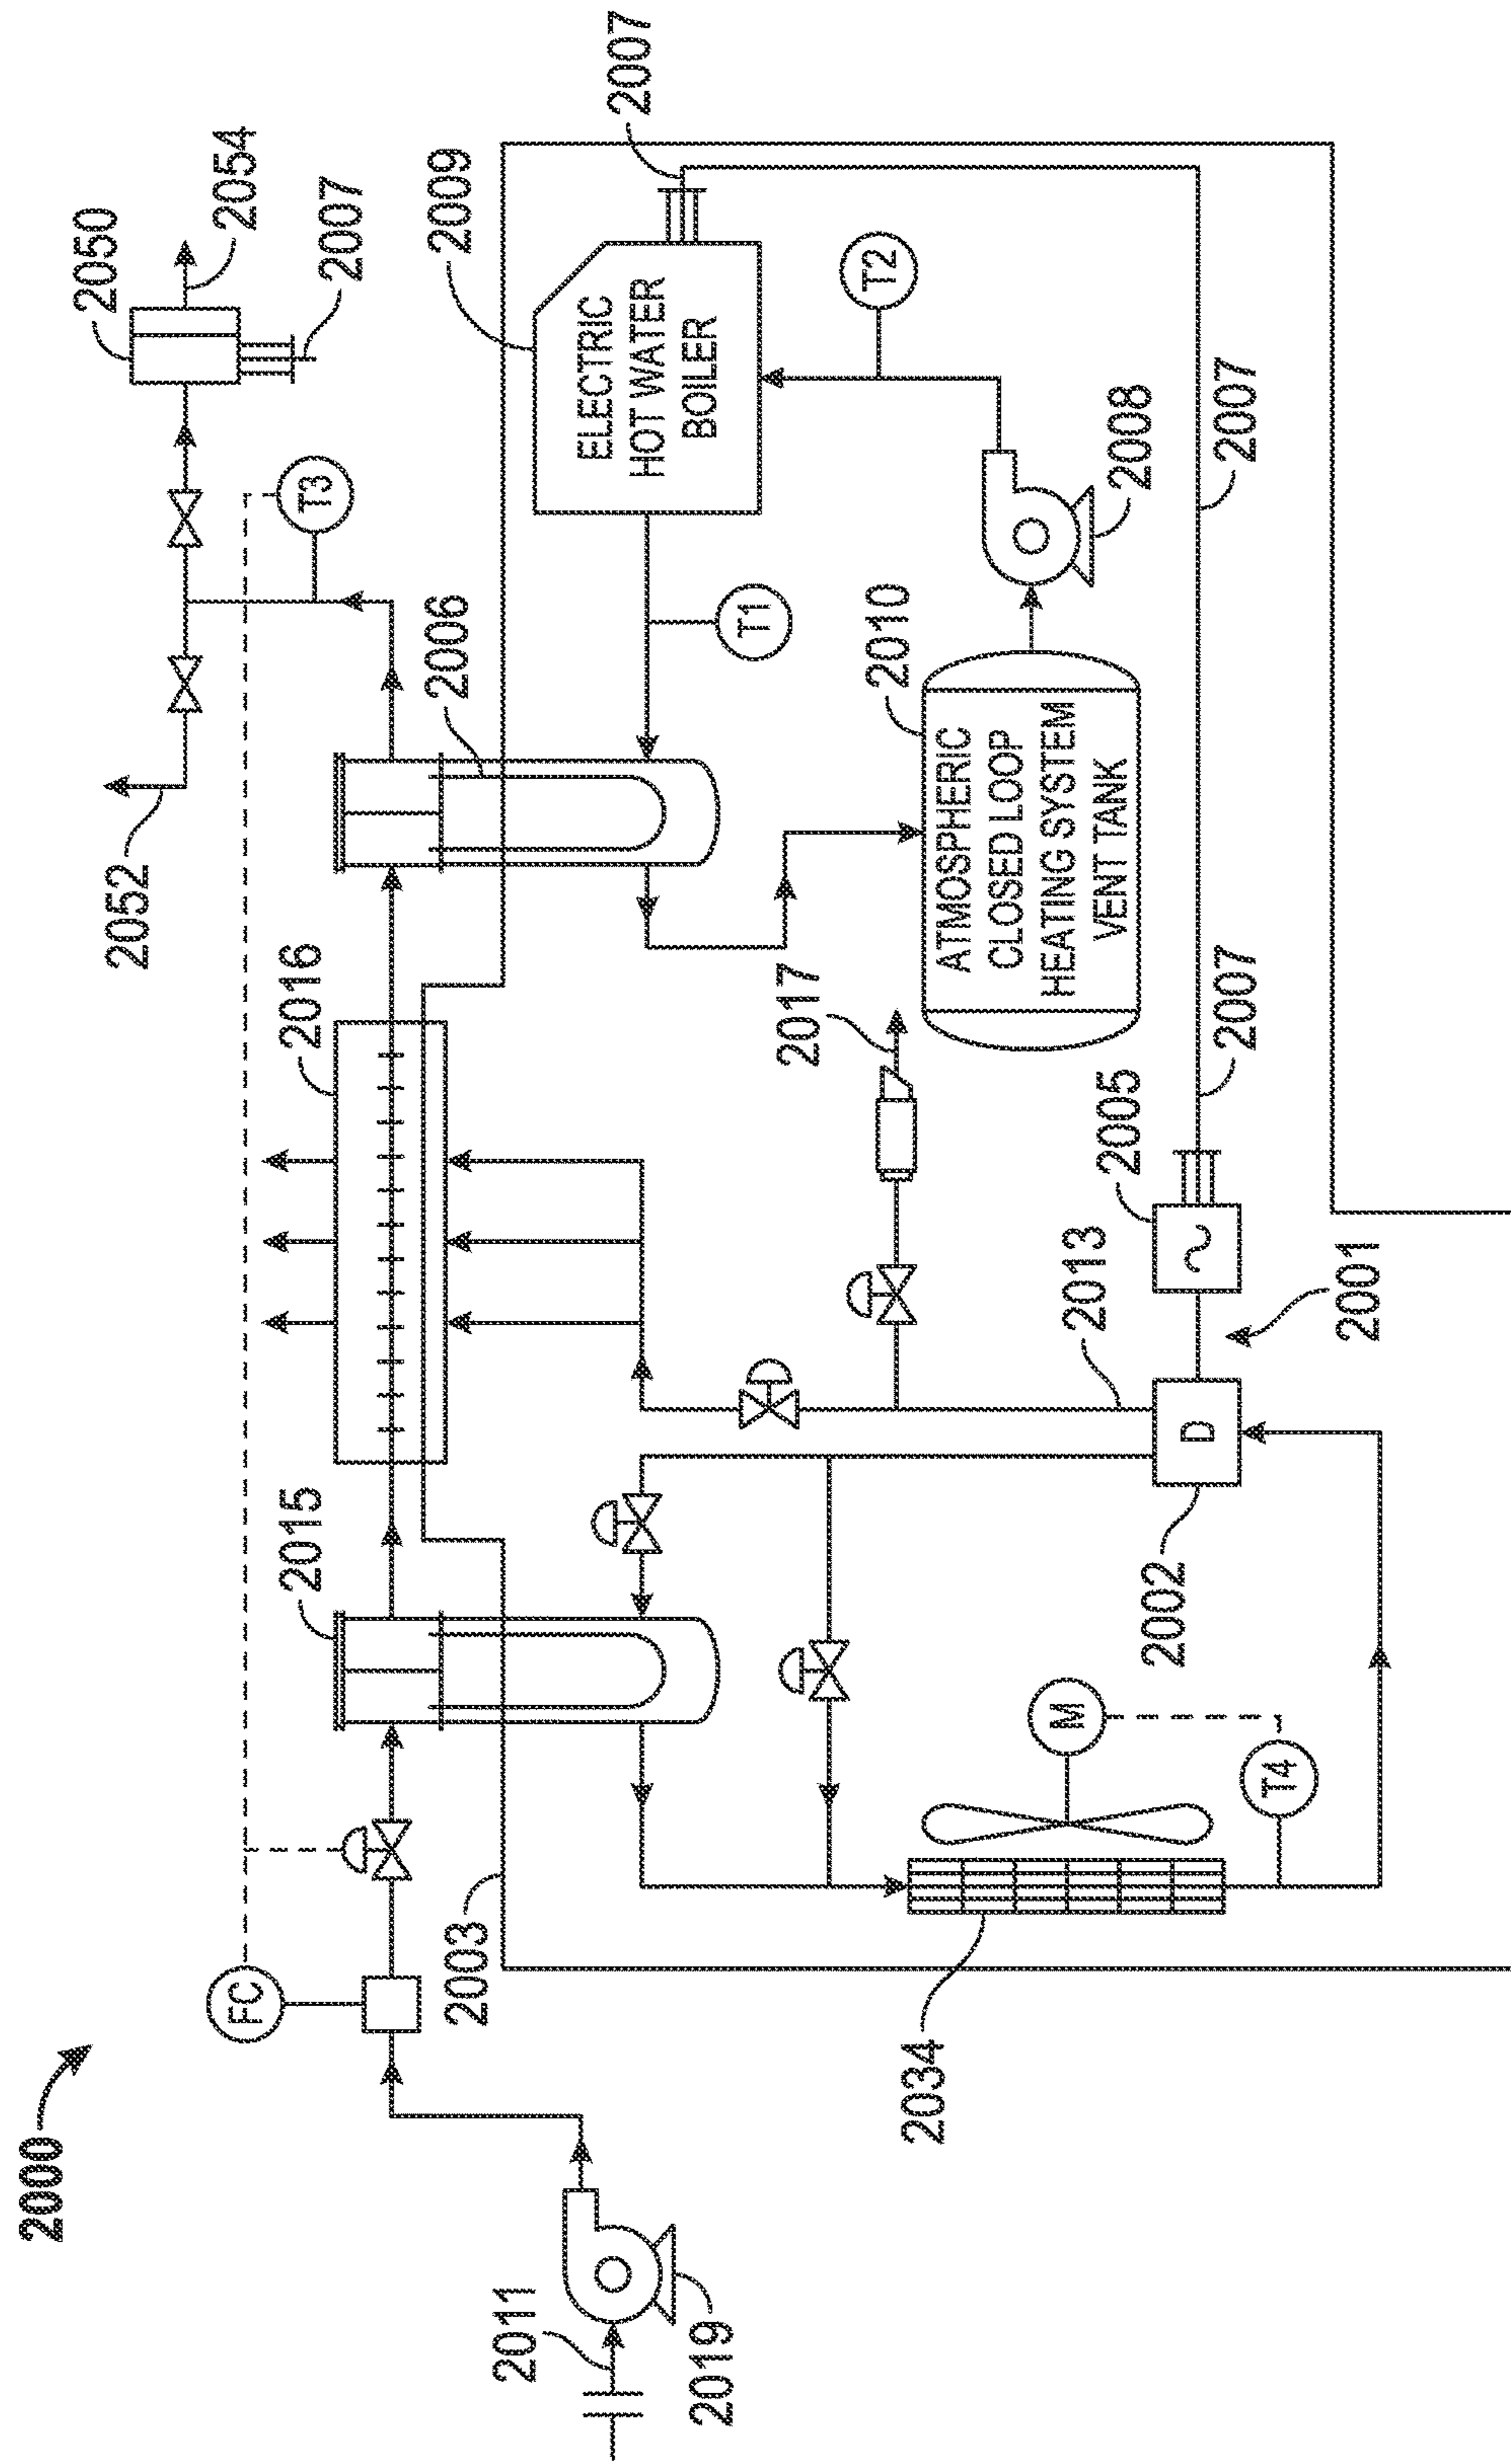 2000
2050
2052
2054
FC
2015
2016
T3
2007
2003
2006
2009
2011
ELECTRIC
HOT WATER
BOILER
2007
2019
T1
2017
2010
T2
2034
ATMOSPHERIC
CLOSED LOOP
HEATING SYSTEM
VENT TANK
M
2013
2005
2008
2002
D
2007
2007
T4
2001